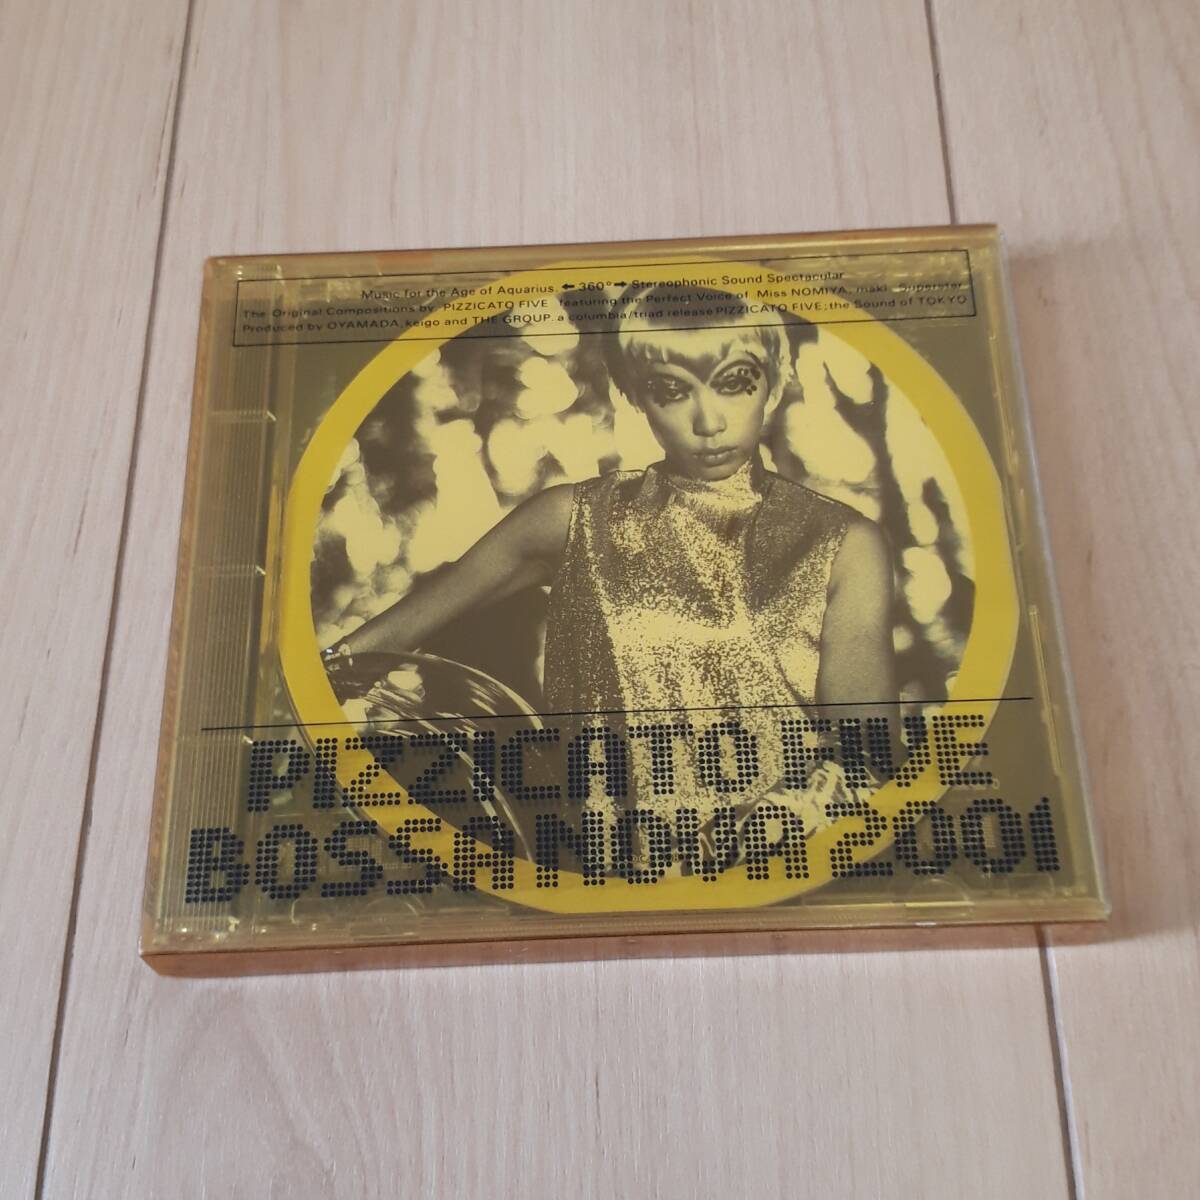 Music for the Age of Aquarius. ← 360° → Stereophonic Sound Spectacular
The Original Compositions by PIZZICATO FIVE featuring the Perfect Voice of Miss NOMIYA, maki Superstar
Produced by OYAMADA, keigo and THE GROUP. a columbia/triad release PIZZICATO FIVE; the Sound of TOKYO
PIZZICATO FIVE
BOSSA NOVA 2001